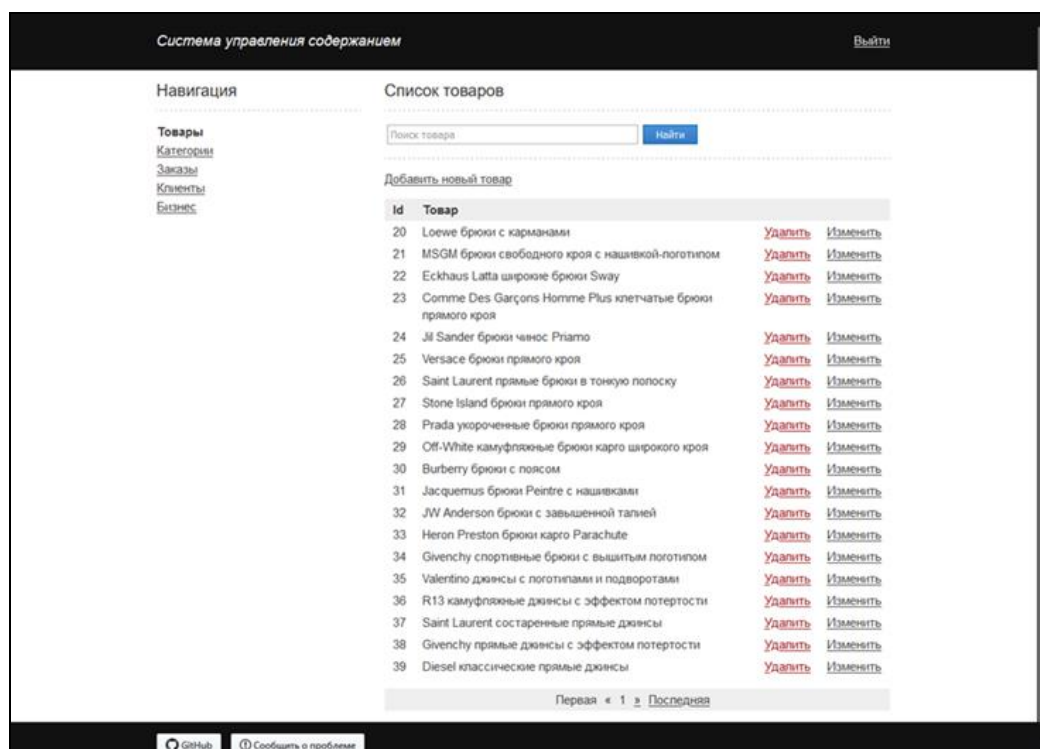 Система управления содержанием
Выйти
Навигация
Товары
Категории
Заказы
Клиенты
Бизнес
Список товаров
Поиск товара
Найти
Добавить новый товар
Id Товар
20 Loewe брюки с карманами Удалить Изменить
21 MSGM брюки свободного кроя с нашивкой-логотипом Удалить Изменить
22 Eckhaus Latta широкие брюки Sway Удалить Изменить
23 Comme Des Garçons Homme Plus клетчатые брюки Удалить Изменить
прямого кроя
24 Jil Sander брюки чинос Priamo Удалить Изменить
25 Versace брюки прямого кроя Удалить Изменить
26 Saint Laurent прямые брюки в тонкую полоску Удалить Изменить
27 Stone Island брюки прямого кроя Удалить Изменить
28 Prada укороченные брюки прямого кроя Удалить Изменить
29 Off-White камуфляжные брюки карго широкого кроя Удалить Изменить
30 Burberry брюки с поясом Удалить Изменить
31 Jacquemus брюки Peintre с нашивками Удалить Изменить
32 JW Anderson брюки с завышенной талией Удалить Изменить
33 Heron Preston брюки карго Parachute Удалить Изменить
34 Givenchy спортивные брюки с вышитым логотипом Удалить Изменить
35 Valentino джинсы с логотипами и подворотами Удалить Изменить
36 R13 камуфляжные джинсы с эффектом потертости Удалить Изменить
37 Saint Laurent состаренные прямые джинсы Удалить Изменить
38 Givenchy прямые джинсы с эффектом потертости Удалить Изменить
39 Diesel классические прямые джинсы Удалить Изменить
Первая « 1 » Последняя
GitHub
Сообщить о проблеме